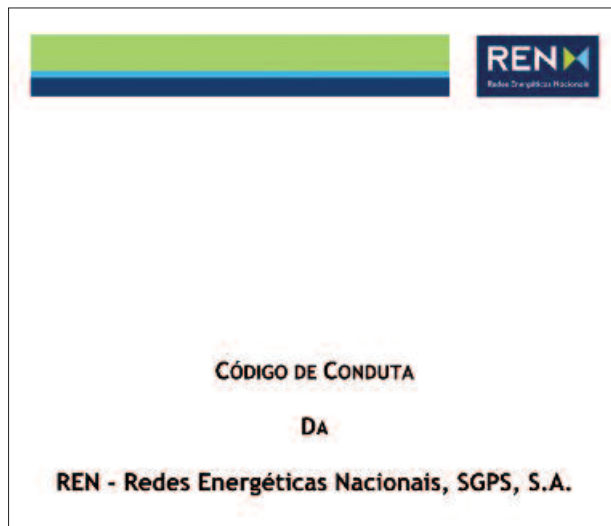 REN
Redes Energéticas Nacionais
CÓDIGO DE CONDUTA
DA
REN - Redes Energéticas Nacionais, SGPS, S.A.